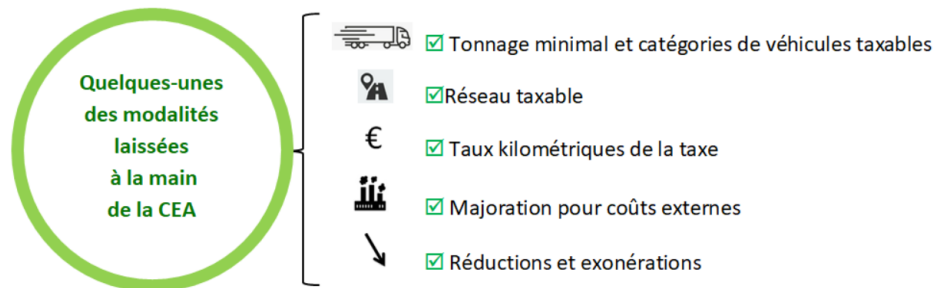 Quelques-unes
des modalités
laissées
à la main
de la CEA
☑ Tonnage minimal et catégories de véhicules taxables
☑Réseau taxable
€ ☑ Taux kilométriques de la taxe
☑ Majoration pour coûts externes
☑ Réductions et exonérations